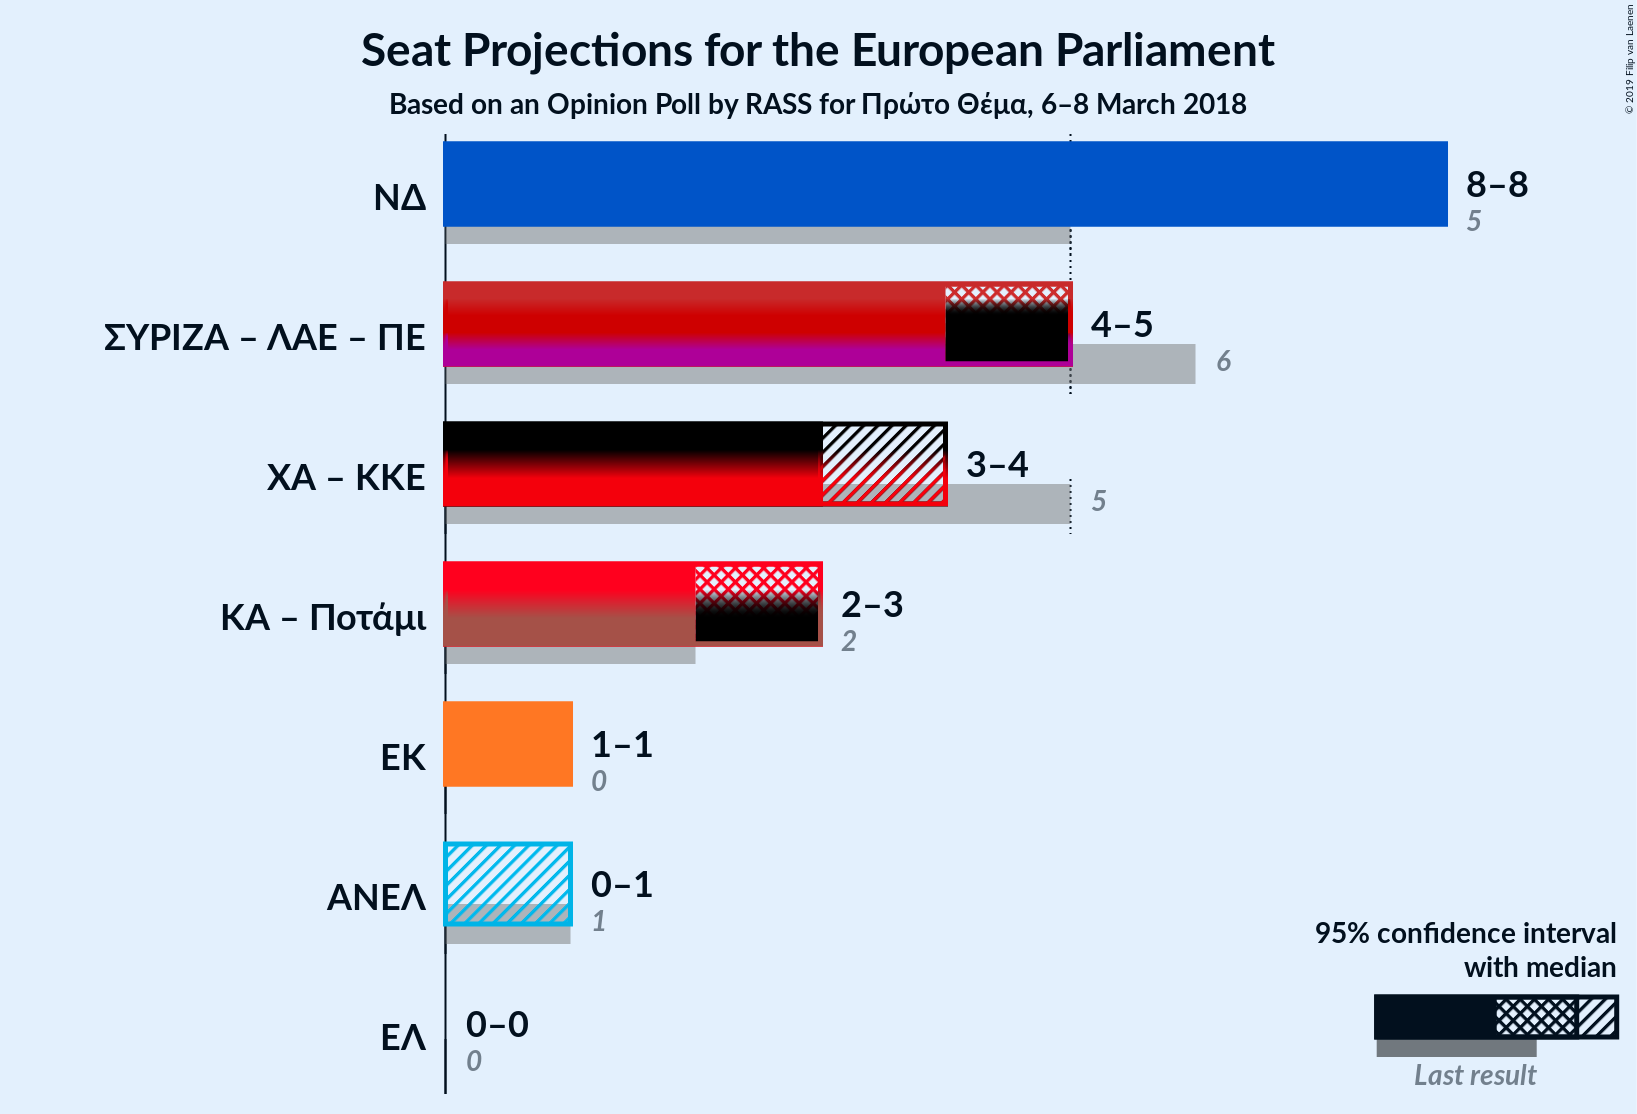 Seat Projections for the European Parliament
Based on an Opinion Poll by RASS for Πρώτο Θέμα, 6–8 March 2018
© 2019 Filip van Laenen
ΝΔ
8–8
5
ΣΥΡΙΖΑ – ΛΑΕ – ΠΕ
4–5
6
ΧΑ – ΚΚΕ
3–4
5
ΚΑ – Ποτάμι
2–3
2
ΕΚ
1–1
0
ΑΝΕΛ
0–1
1
ΕΛ
0–0
0
95% confidence interval
with median
Last result